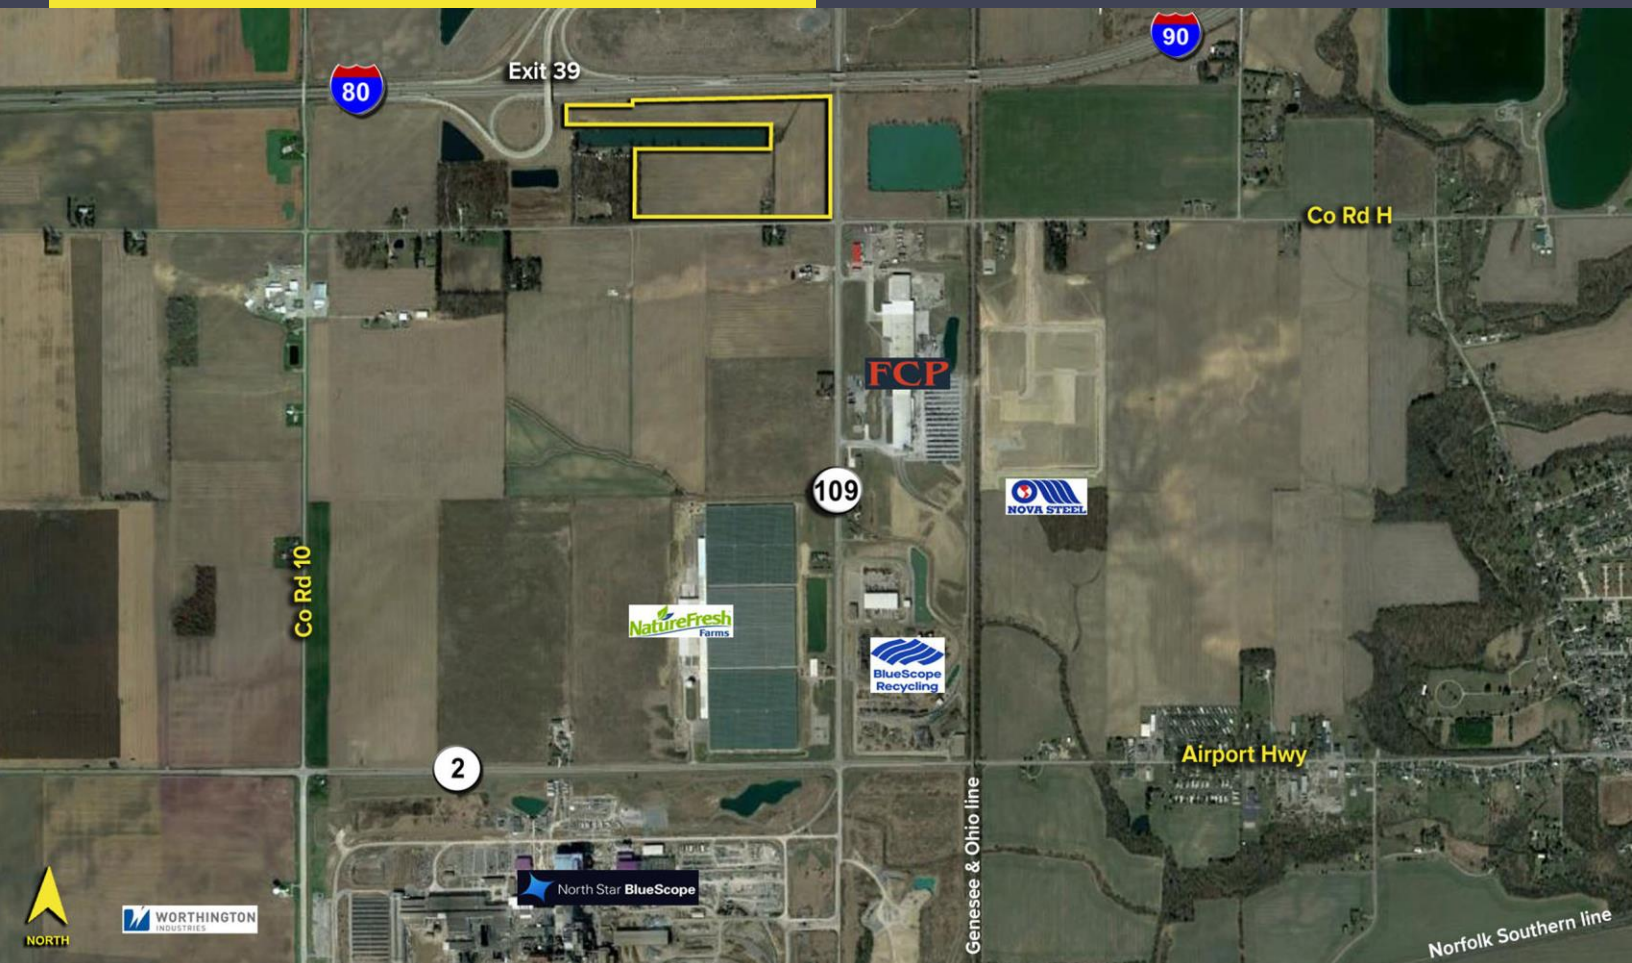 90
Exit 39
80
Co Rd H
FCP
109
NOVA STEEL
Co Rd 10
NatureFresh
Farms
BlueScope
Recycling
Airport Hwy
2
Genesee & Ohio line
North Star BlueScope
WORTHINGTON
INDUSTRIES
NORTH
Norfolk Southern line